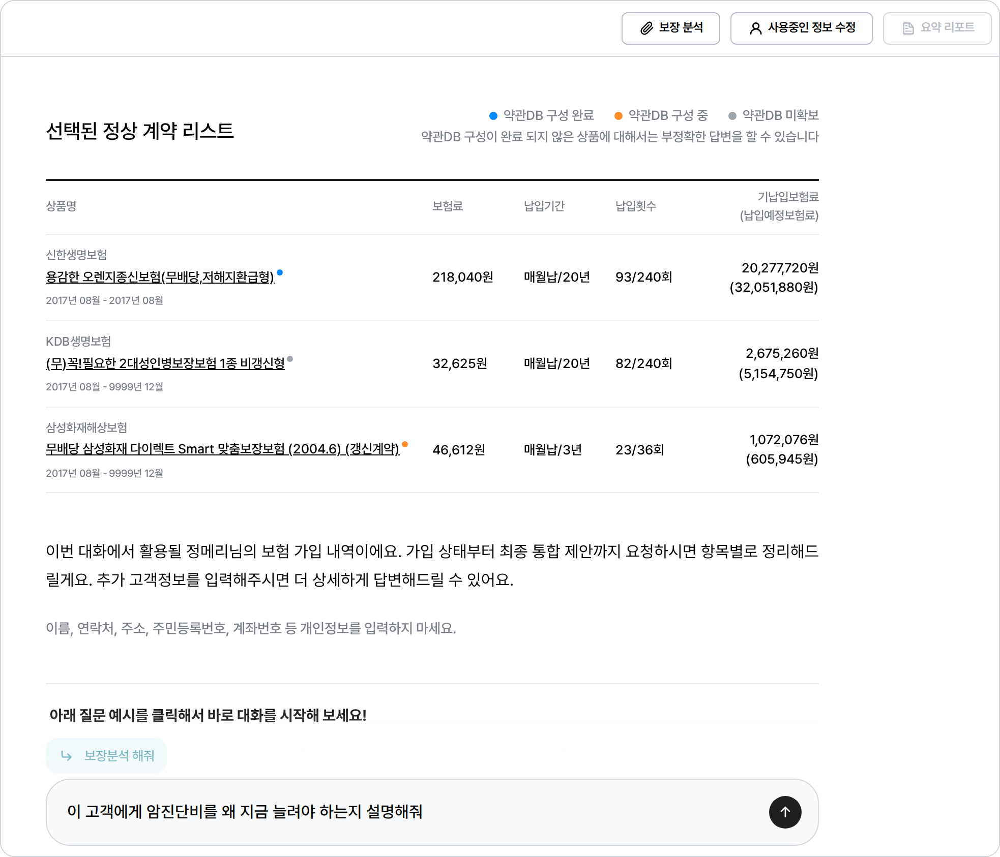 보장 분석
사용중인 정보 수정
요약 리포트
선택된 정상 계약 리스트
약관DB 구성 완료 약관DB 구성 중 약관DB 미확보
약관DB 구성이 완료 되지 않은 상품에 대해서는 부정확한 답변을 할 수 있습니다
상품명 보험료 납입기간 납입횟수 기납입보험료
(납입예정보험료)
신한생명보험
용감한 오렌지종신보험(무배당,저해지환급형) 218,040원 매월납/20년 93/240회 20,277,720원
(32,051,880원)
2017년 08월 - 2017년 08월
KDB생명보험
(무)꼭!필요한 2대성인병보장보험 1종 비갱신형 32,625원 매월납/20년 82/240회 2,675,260원
(5,154,750원)
2017년 08월 - 9999년 12월
삼성화재해상보험
무배당 삼성화재 다이렉트 Smart 맞춤보장보험 (2004.6) (갱신계약) 46,612원 매월납/3년 23/36회 1,072,076원
(605,945원)
2017년 08월 - 9999년 12월
이번 대화에서 활용될 정메리님의 보험 가입 내역이에요. 가입 상태부터 최종 통합 제안까지 요청하시면 항목별로 정리해드
릴게요. 추가 고객정보를 입력해주시면 더 상세하게 답변해드릴 수 있어요.
이름, 연락처, 주소, 주민등록번호, 계좌번호 등 개인정보를 입력하지 마세요.
아래 질문 예시를 클릭해서 바로 대화를 시작해 보세요!
보장분석 해줘
이 고객에게 암진단비를 왜 지금 늘려야 하는지 설명해줘